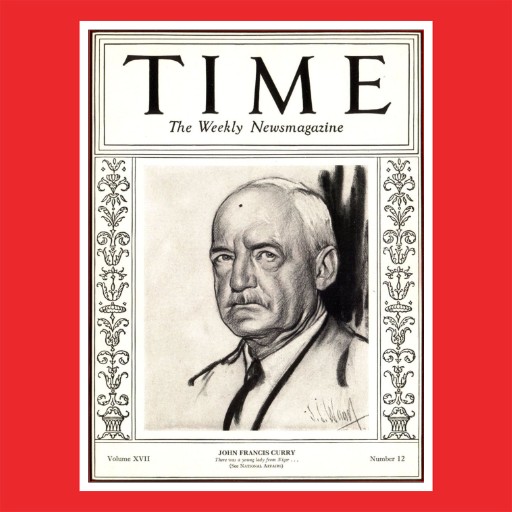 TIME
The Weekly Newsmagazine
JOHN FRANCIS CURRY
There was a young lady from Niger . . .
(See NATIONAL AFFAIRS)
Volume XVII
Number 12